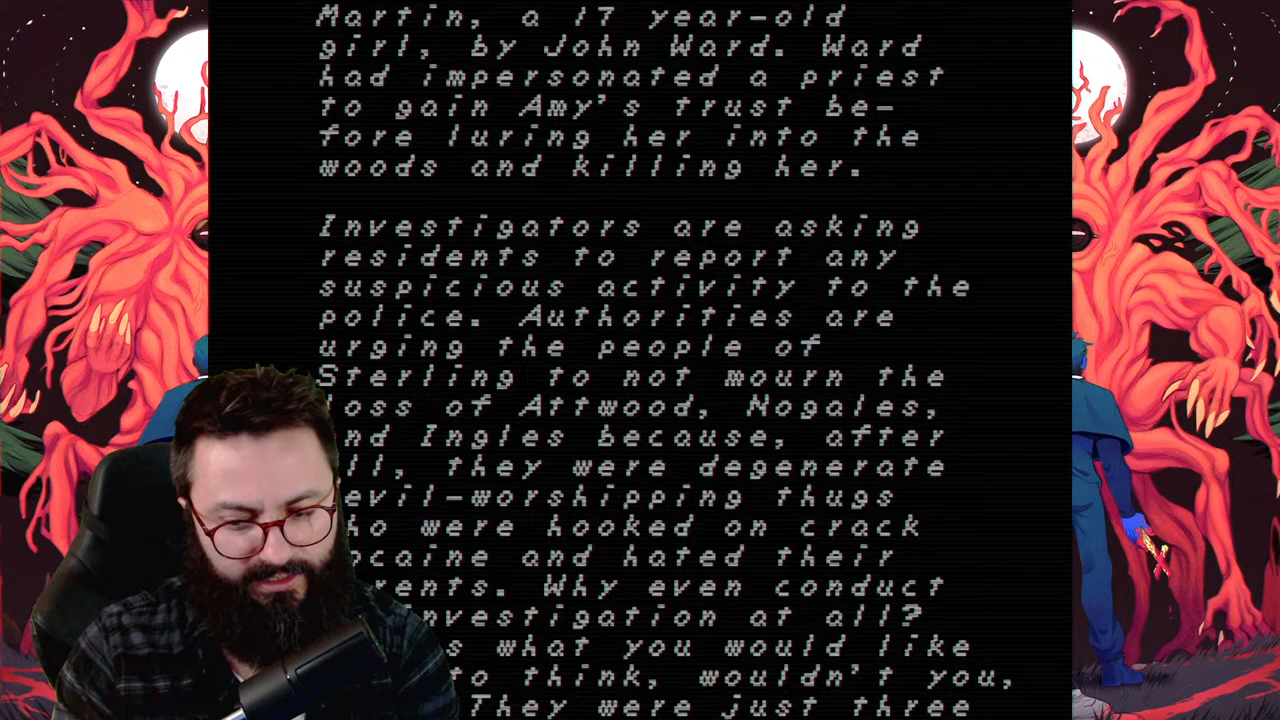 Martin, a 17 year-old
girl, by John Ward. Ward
had impersonated a priest
to gain Amy's trust be-
fore luring her into the
woods and killing her.
Investigators are asking
residents to report any
suspicious activity to the
police. Authorities are
urging the people of
Sterling to not mourn the
loss of Attwood, Nogales,
nd Ingles because, after
ll, they were degenerate
evil-worshipping thugs
ho were hooked on crack
ocaine and hated their
rents. Why even conduct
nvestigation at all?
s what you would like
to think, wouldn't you,
They were just three